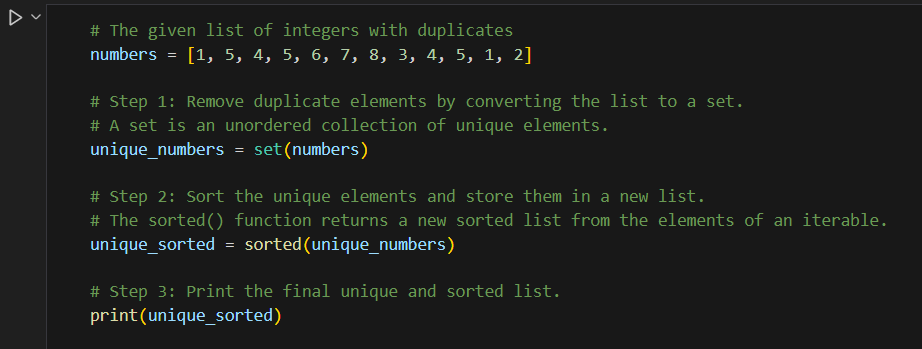 # The given list of integers with duplicates
numbers = [1, 5, 4, 5, 6, 7, 8, 3, 4, 5, 1, 2]
# Step 1: Remove duplicate elements by converting the list to a set.
# A set is an unordered collection of unique elements.
unique_numbers = set(numbers)
# Step 2: Sort the unique elements and store them in a new list.
# The sorted() function returns a new sorted list from the elements of an iterable.
unique_sorted = sorted(unique_numbers)
# Step 3: Print the final unique and sorted list.
print(unique_sorted)